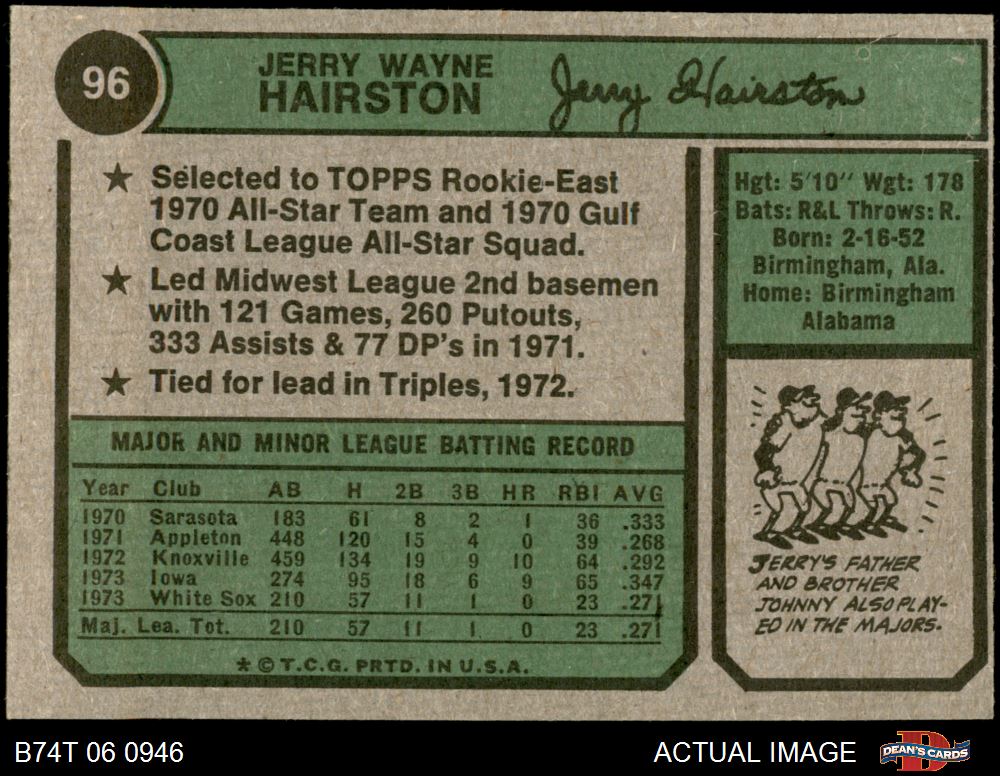 96
JERRY WAYNE
HAIRSTON
Jerry Hairston
★ Selected to TOPPS Rookie-East
1970 All-Star Team and 1970 Gulf
Coast League All-Star Squad.
★ Led Midwest League 2nd basemen
with 121 Games, 260 Putouts,
333 Assists & 77 DP's in 1971.
★ Tied for lead in Triples, 1972.
MAJOR AND MINOR LEAGUE BATTING RECORD
Year Club AB H 2B 3B HR RBI AVG
1970 Sarasota 183 61 8 2 1 36 .333
1971 Appleton 448 120 15 4 0 39 .268
1972 Knoxville 459 134 19 9 10 64 .292
1973 Iowa 274 95 18 6 9 65 .347
1973 White Sox 210 57 11 1 0 23 .271
Maj. Lea. Tot. 210 57 11 1 0 23 .271
* © T.C.G. PRTD. IN U.S.A.
Hgt: 5'10" Wgt: 178
Bats: R&L Throws: R.
Born: 2-16-52
Birmingham, Ala.
Home: Birmingham
Alabama
JERRY'S FATHER
AND BROTHER
JOHNNY ALSO PLAY-
ED IN THE MAJORS.
B74T 06 0946
ACTUAL IMAGE
D
DEAN'S CARDS